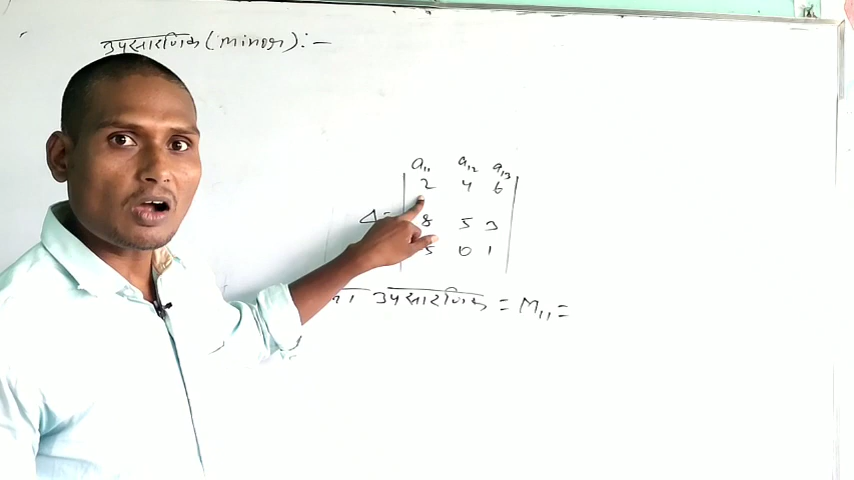 उपसारणिक (minor) :-
a₁₁ a₁₂ a₁₃
2 4 6
Δ = 8 5 3
5 0 1
का उपसारणिक = M₁₁ =